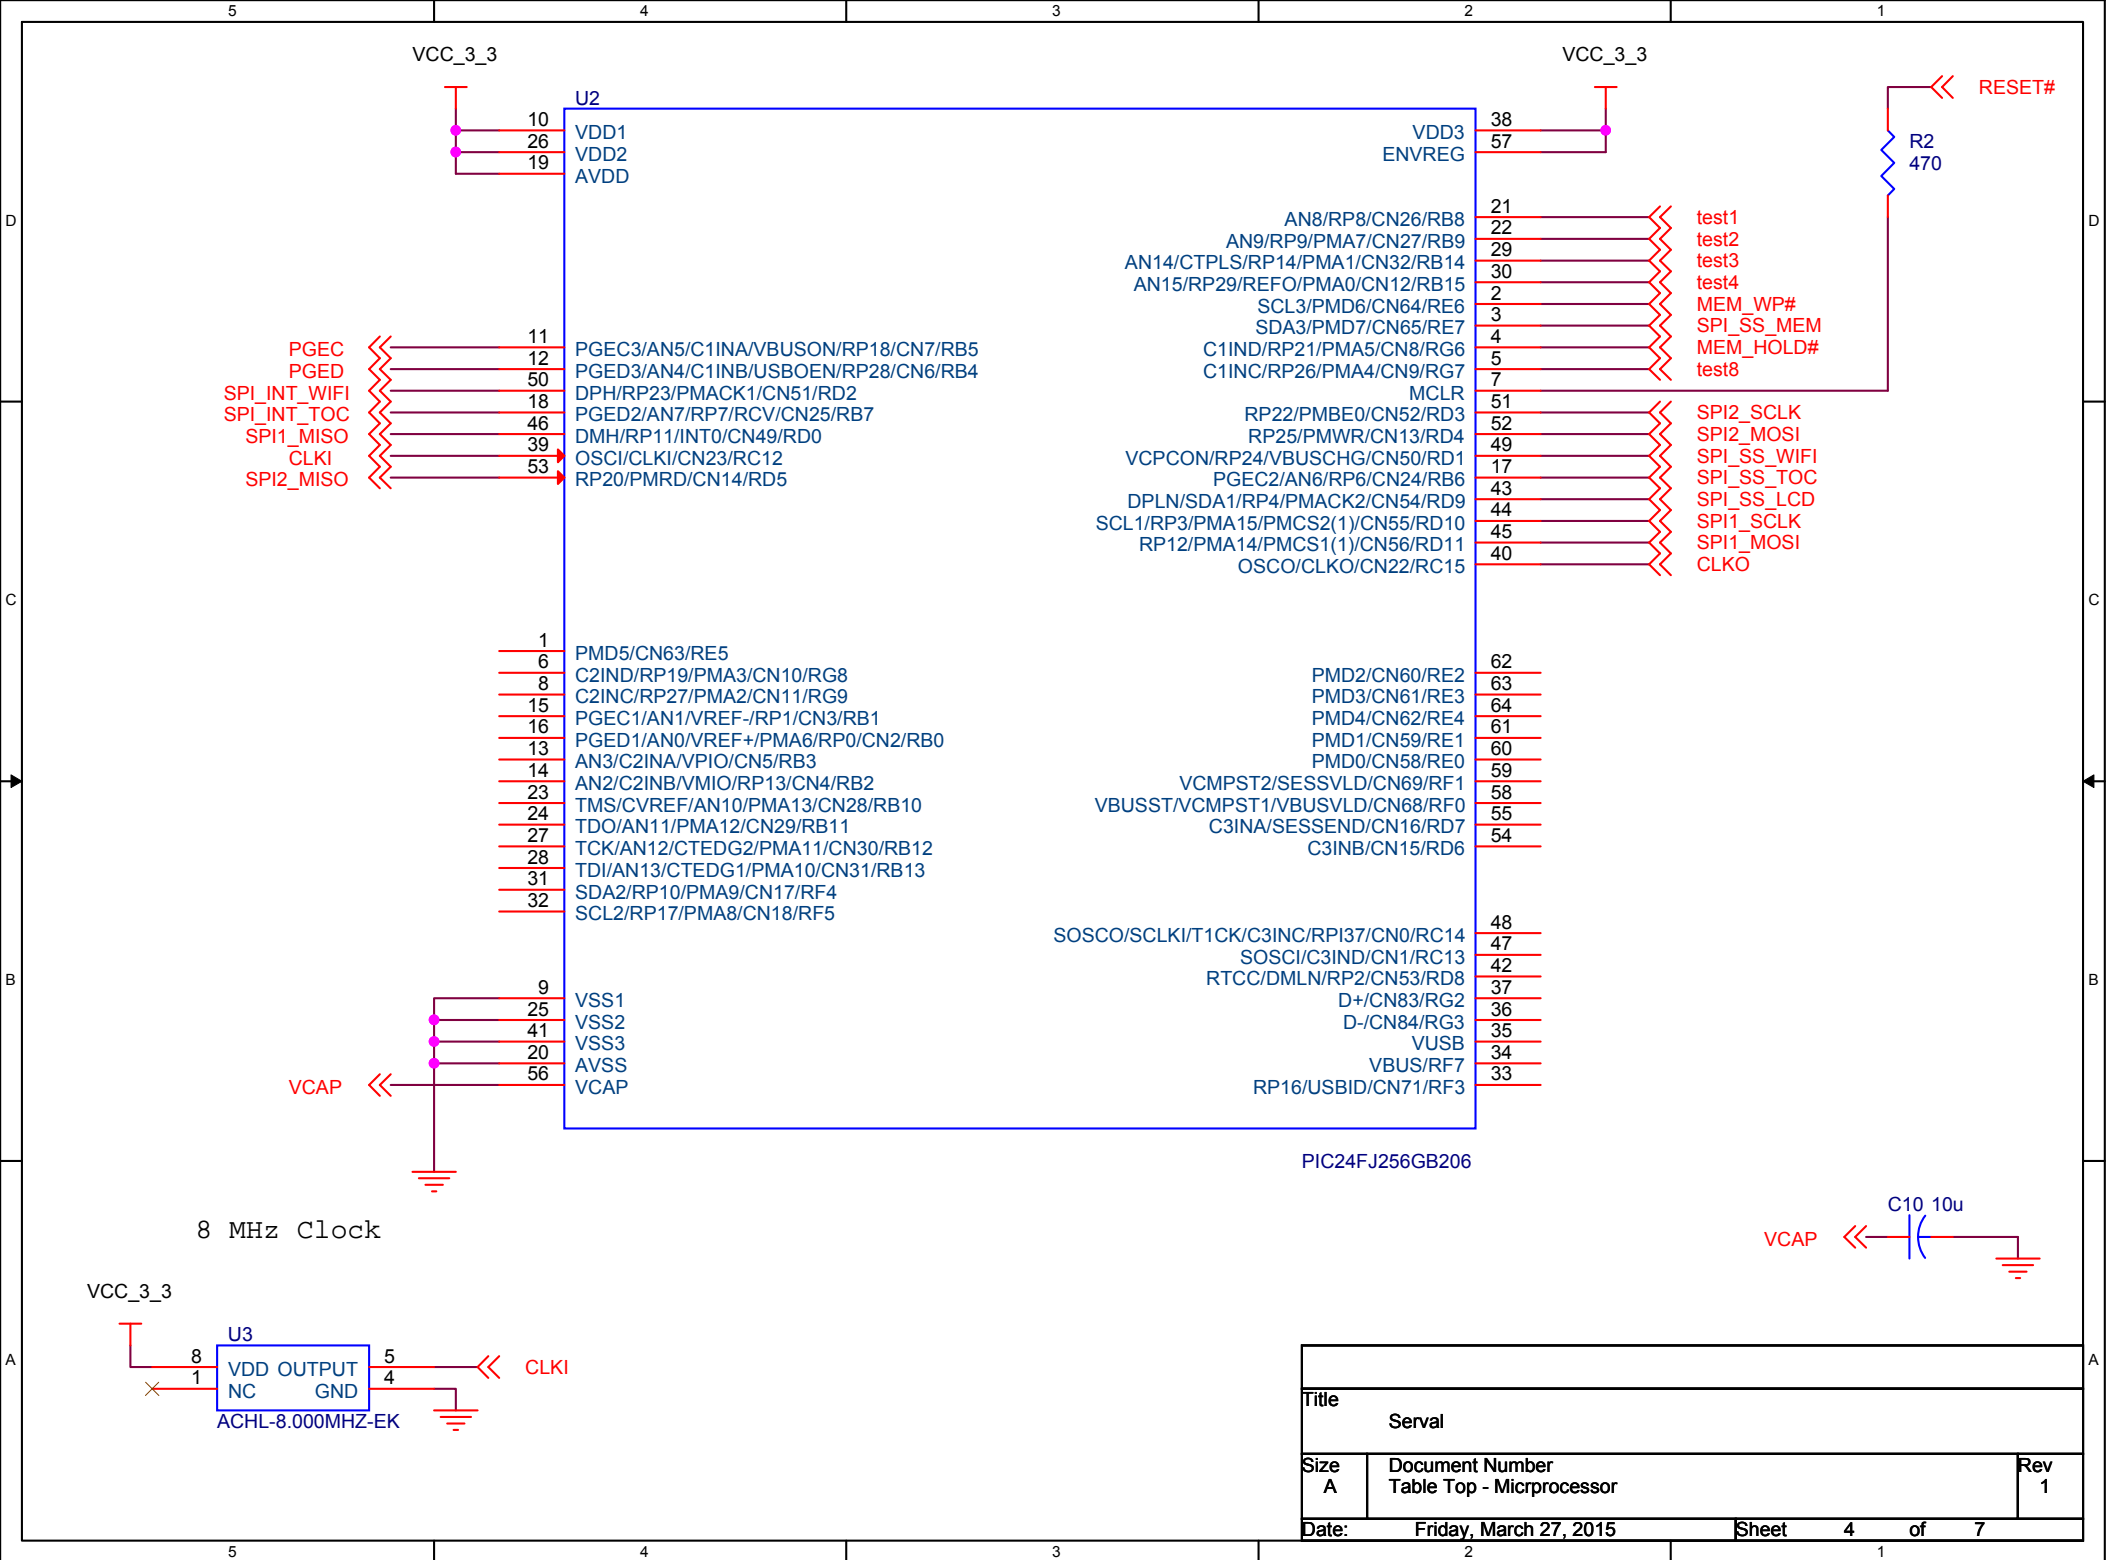 5 4 3 2 1
VCC_3_3
VCC_3_3
RESET#
U2
10 VDD1
26 VDD2
19 AVDD
VDD3 38
ENVREG 57
R2
470
D
D
AN8/RP8/CN26/RB8 21 test1
AN9/RP9/PMA7/CN27/RB9 22 test2
AN14/CTPLS/RP14/PMA1/CN32/RB14 29 test3
AN15/RP29/REFO/PMA0/CN12/RB15 30 test4
SCL3/PMD6/CN64/RE6 2 MEM_WP#
SDA3/PMD7/CN65/RE7 3 SPI_SS_MEM
C1IND/RP21/PMA5/CN8/RG6 4 MEM_HOLD#
C1INC/RP26/PMA4/CN9/RG7 5 test8
MCLR 7
RP22/PMBE0/CN52/RD3 51 SPI2_SCLK
RP25/PMWR/CN13/RD4 52 SPI2_MOSI
VCPCON/RP24/VBUSCHG/CN50/RD1 49 SPI_SS_WIFI
PGEC2/AN6/RP6/CN24/RB6 17 SPI_SS_TOC
DPLN/SDA1/RP4/PMACK2/CN54/RD9 43 SPI_SS_LCD
SCL1/RP3/PMA15/PMCS2(1)/CN55/RD10 44 SPI1_SCLK
RP12/PMA14/PMCS1(1)/CN56/RD11 45 SPI1_MOSI
OSCO/CLKO/CN22/RC15 40 CLKO
PGEC 11 PGEC3/AN5/C1INA/VBUSON/RP18/CN7/RB5
PGED 12 PGED3/AN4/C1INB/USBOEN/RP28/CN6/RB4
SPI_INT_WIFI 50 DPH/RP23/PMACK1/CN51/RD2
SPI_INT_TOC 18 PGED2/AN7/RP7/RCV/CN25/RB7
SPI1_MISO 46 DMH/RP11/INT0/CN49/RD0
CLKI 39 OSCI/CLKI/CN23/RC12
SPI2_MISO 53 RP20/PMRD/CN14/RD5
C
C
1 PMD5/CN63/RE5
6 C2IND/RP19/PMA3/CN10/RG8
8 C2INC/RP27/PMA2/CN11/RG9
15 PGEC1/AN1/VREF-/RP1/CN3/RB1
16 PGED1/AN0/VREF+/PMA6/RP0/CN2/RB0
13 AN3/C2INA/VPIO/CN5/RB3
14 AN2/C2INB/VMIO/RP13/CN4/RB2
23 TMS/CVREF/AN10/PMA13/CN28/RB10
24 TDO/AN11/PMA12/CN29/RB11
27 TCK/AN12/CTEDG2/PMA11/CN30/RB12
28 TDI/AN13/CTEDG1/PMA10/CN31/RB13
31 SDA2/RP10/PMA9/CN17/RF4
32 SCL2/RP17/PMA8/CN18/RF5
PMD2/CN60/RE2 62
PMD3/CN61/RE3 63
PMD4/CN62/RE4 64
PMD1/CN59/RE1 61
PMD0/CN58/RE0 60
VCMPST2/SESSVLD/CN69/RF1 59
VBUSST/VCMPST1/VBUSVLD/CN68/RF0 58
C3INA/SESSEND/CN16/RD7 55
C3INB/CN15/RD6 54
SOSCO/SCLKI/T1CK/C3INC/RPI37/CN0/RC14 48
SOSCI/C3IND/CN1/RC13 47
RTCC/DMLN/RP2/CN53/RD8 42
D+/CN83/RG2 37
D-/CN84/RG3 36
VUSB 35
VBUS/RF7 34
RP16/USBID/CN71/RF3 33
B
B
9 VSS1
25 VSS2
41 VSS3
20 AVSS
VCAP 56 VCAP
PIC24FJ256GB206
8 MHz Clock
C10 10u
VCAP
VCC_3_3
U3
8 VDD OUTPUT 5 CLKI
1 NC GND 4
ACHL-8.000MHZ-EK
A
A
Title
Serval
Size Document Number Rev
A Table Top - Micrprocessor 1
Date: Friday, March 27, 2015 Sheet 4 of 7
5 4 3 2 1